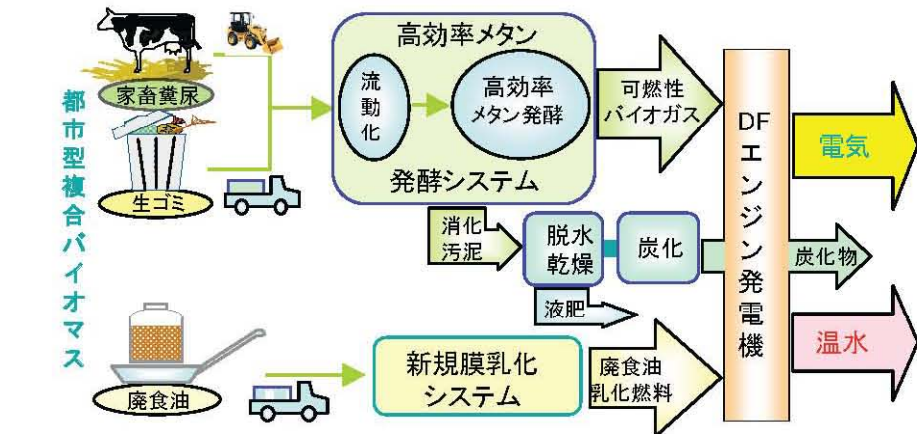 都市型複合バイオマス
家畜糞尿
生ゴミ
廃食油
高効率メタン
流動化
高効率
メタン発酵
発酵システム
可燃性
バイオガス
消化
汚泥
脱水
乾燥
炭化
液肥
新規膜乳化
システム
廃食油
乳化燃料
DFエンジン発電機
電気
炭化物
温水